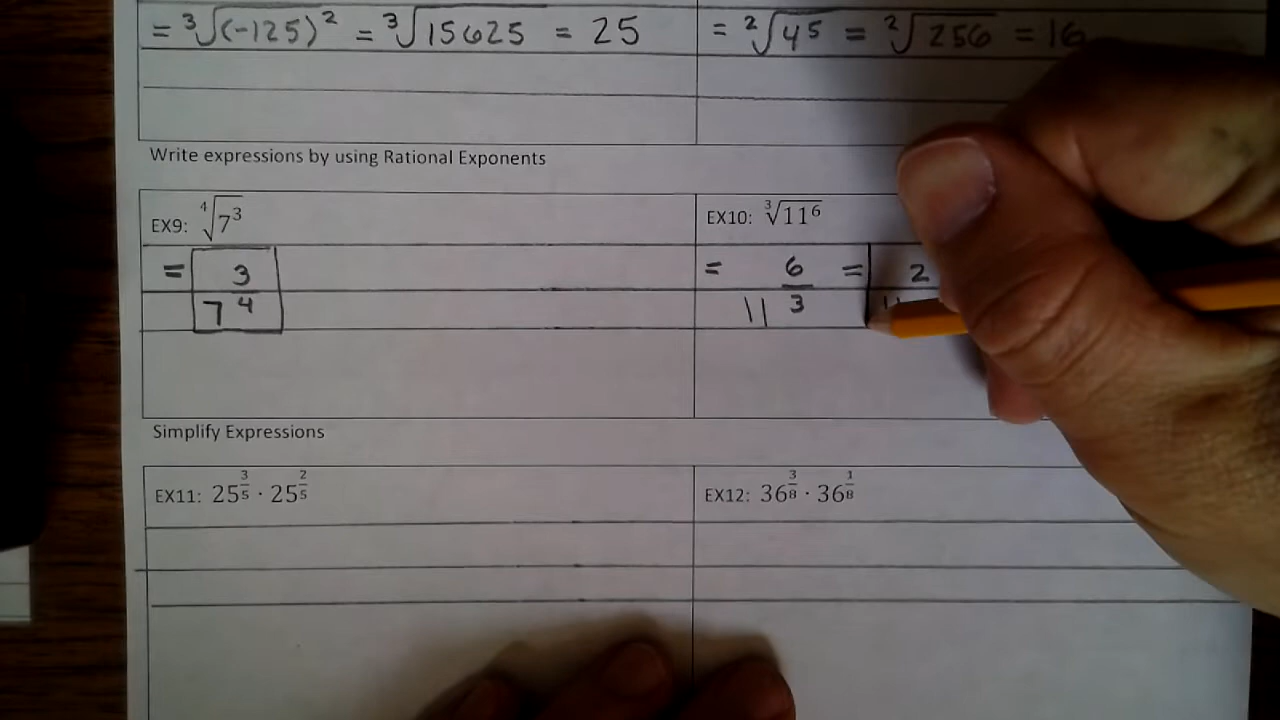 = ∛(-125)² = ∛15625 = 25
= ²√4⁵ = ²√256 = 16
Write expressions by using Rational Exponents
EX9: ⁴√7³
EX10: ³√11⁶
= 7^(3/4)
= 11^(6/3) = 11^2
Simplify Expressions
EX11: 25^(3/5) · 25^(2/5)
EX12: 36^(3/8) · 36^(1/8)